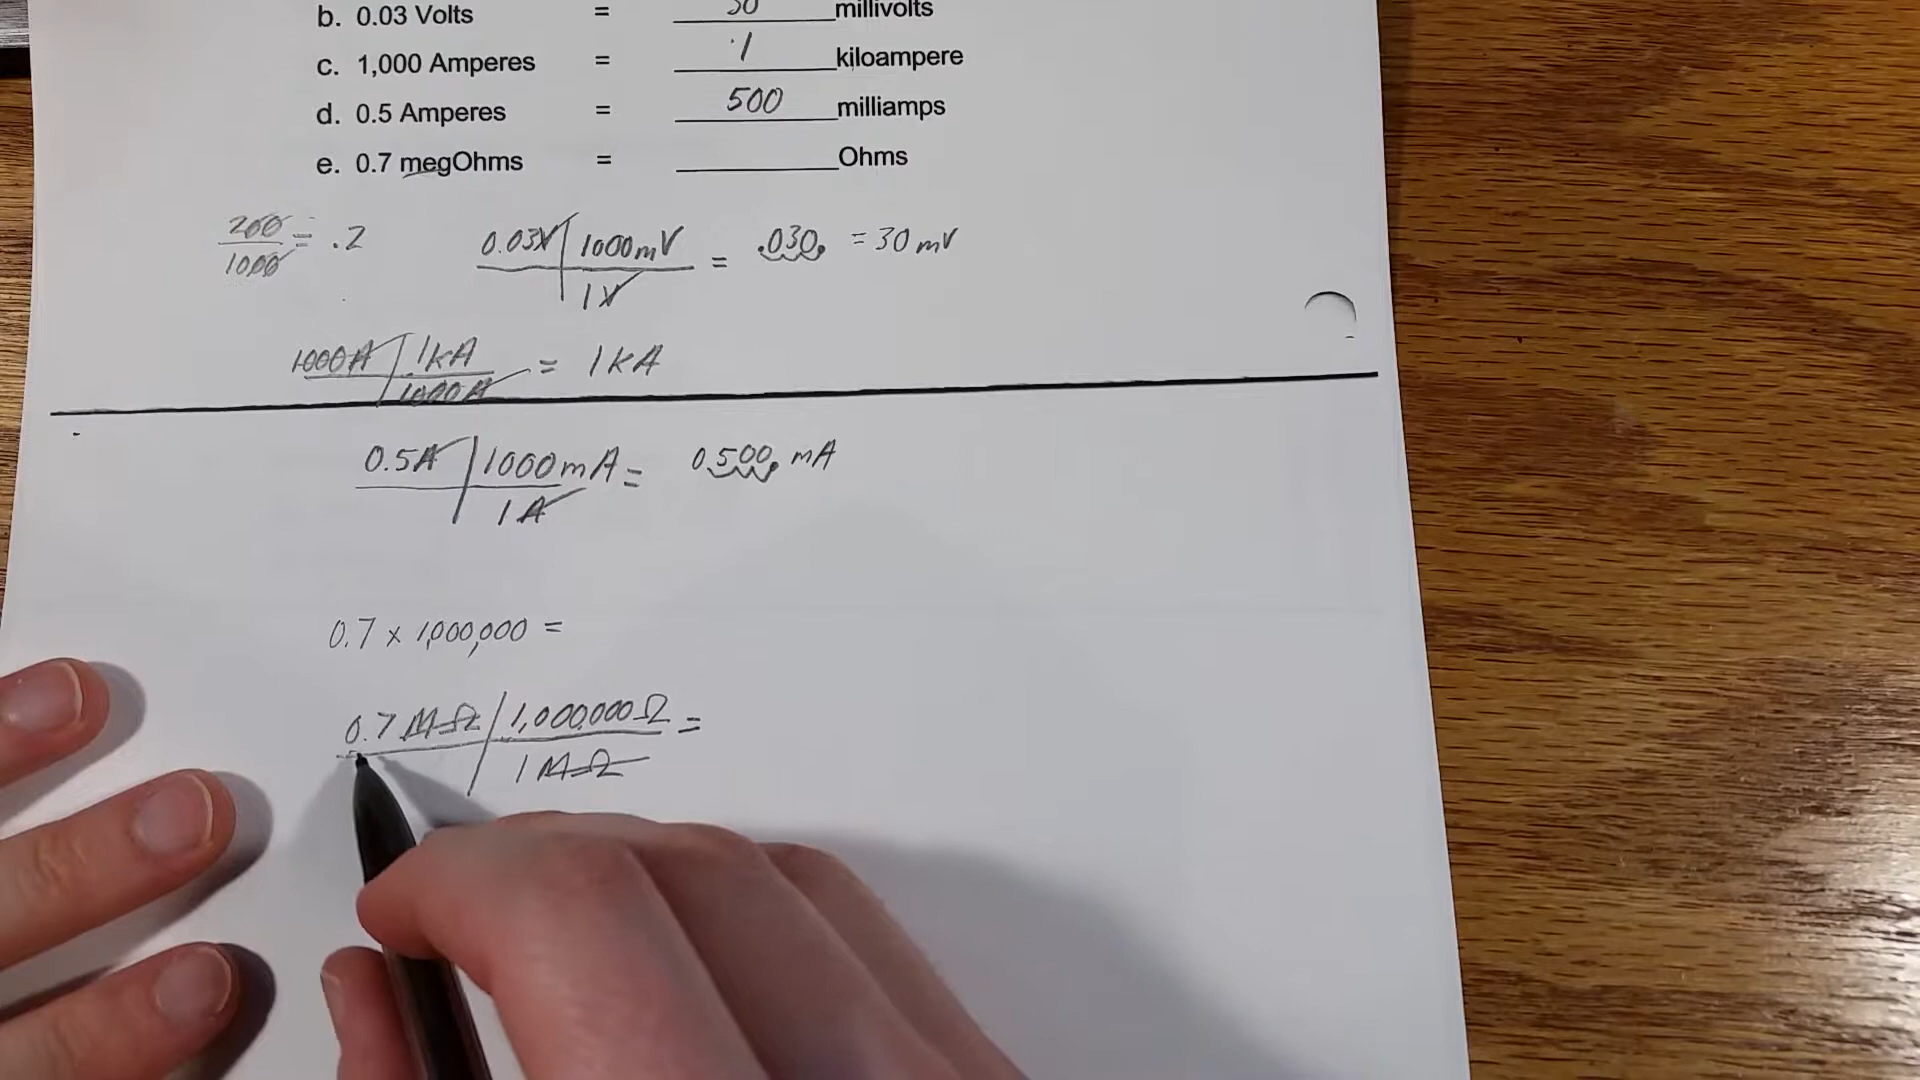 b. 0.03 Volts = 30 millivolts
c. 1,000 Amperes = 1 kiloampere
d. 0.5 Amperes = 500 milliamps
e. 0.7 megOhms = ______ Ohms
200/1000 = .2
0.03V | 1000mV / 1V = .030. = 30 mV
1000A | 1kA / 1000A = 1kA
0.5A | 1000mA / 1A = 0.500. mA
0.7 x 1,000,000 =
0.7 MΩ | 1,000,000 Ω / 1 MΩ =